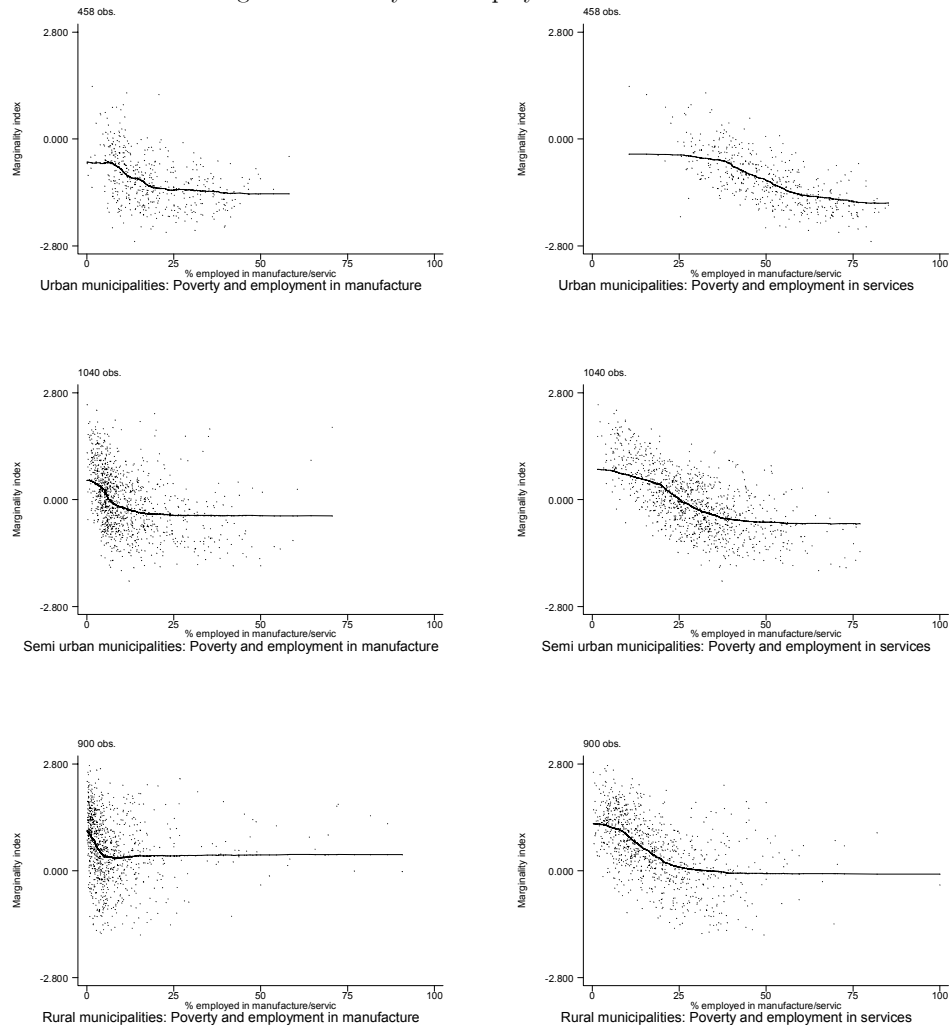 458 obs.
2.800
0.000
-2.800
Marginality index
0 25 50 75 100
% employed in manufacture/servic
Urban municipalities: Poverty and employment in manufacture
458 obs.
2.800
0.000
-2.800
Marginality index
0 25 50 75 100
% employed in manufacture/servic
Urban municipalities: Poverty and employment in services
1040 obs.
2.800
0.000
-2.800
Marginality index
0 25 50 75 100
% employed in manufacture/servic
Semi urban municipalities: Poverty and employment in manufacture
1040 obs.
2.800
0.000
-2.800
Marginality index
0 25 50 75 100
% employed in manufacture/servic
Semi urban municipalities: Poverty and employment in services
900 obs.
2.800
0.000
-2.800
Marginality index
0 25 50 75 100
% employed in manufacture/servic
Rural municipalities: Poverty and employment in manufacture
900 obs.
2.800
0.000
-2.800
Marginality index
0 25 50 75 100
% employed in manufacture/servic
Rural municipalities: Poverty and employment in services